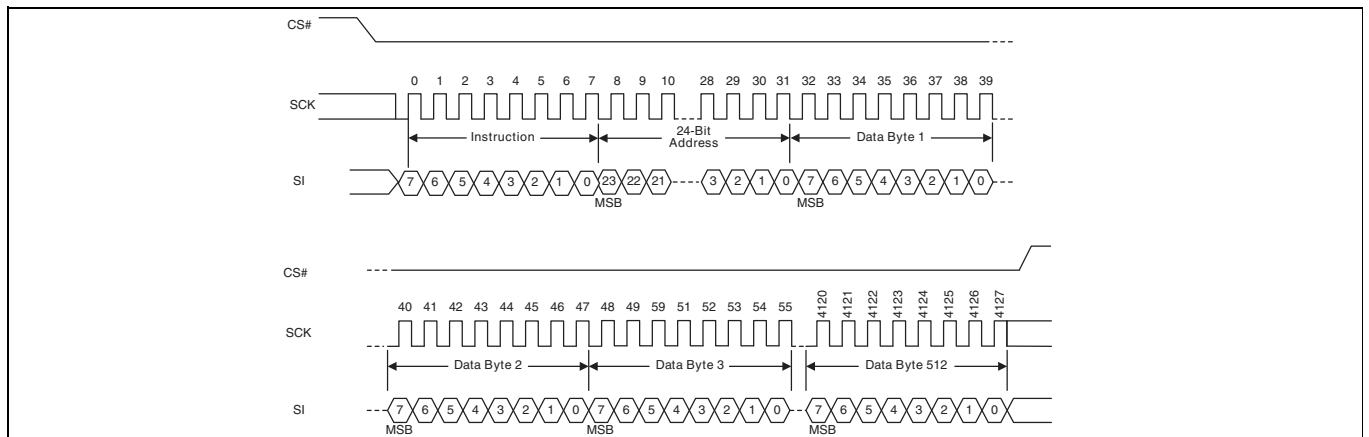 CS#
0 1 2 3 4 5 6 7 8 9 10 28 29 30 31 32 33 34 35 36 37 38 39
SCK
Instruction 24-Bit Address Data Byte 1
SI 7 6 5 4 3 2 1 0 23 22 21 3 2 1 0 7 6 5 4 3 2 1 0
MSB MSB
CS#
40 41 42 43 44 45 46 47 48 49 59 51 52 53 54 55 4120 4121 4122 4123 4124 4125 4126 4127
SCK
Data Byte 2 Data Byte 3 Data Byte 512
SI 7 6 5 4 3 2 1 0 7 6 5 4 3 2 1 0 7 6 5 4 3 2 1 0
MSB MSB MSB